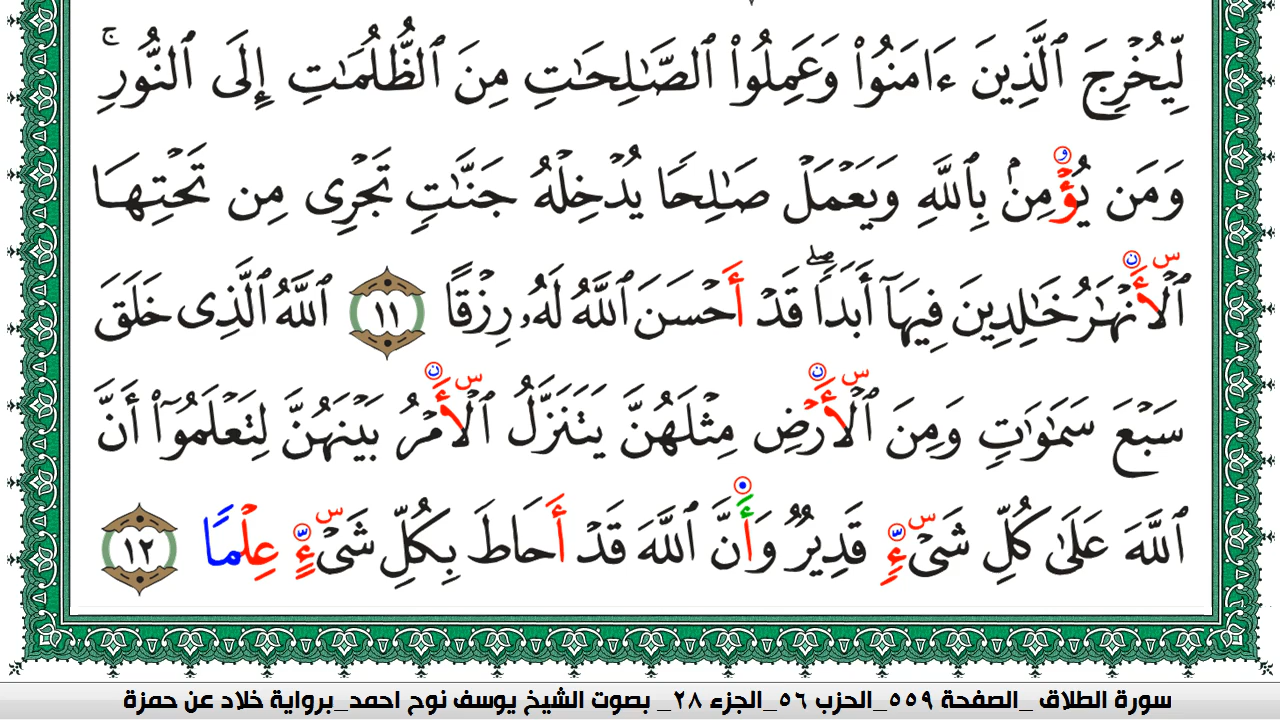 لِّيُخْرِجَ ٱلَّذِينَ ءَامَنُوا۟ وَعَمِلُوا۟ ٱلصَّـٰلِحَـٰتِ مِنَ ٱلظُّلُمَـٰتِ إِلَى ٱلنُّورِ ۚ
وَمَن يُؤْمِنۢ بِٱللَّهِ وَيَعْمَلْ صَـٰلِحًا يُدْخِلْهُ جَنَّـٰتٍ تَجْرِى مِن تَحْتِهَا
ٱلْأَنْهَـٰرُ خَـٰلِدِينَ فِيهَآ أَبَدًا ۖ قَدْ أَحْسَنَ ٱللَّهُ لَهُۥ رِزْقًا ١١ ٱللَّهُ ٱلَّذِى خَلَقَ
سَبْعَ سَمَـٰوَٰتٍ وَمِنَ ٱلْأَرْضِ مِثْلَهُنَّ يَتَنَزَّلُ ٱلْأَمْرُ بَيْنَهُنَّ لِتَعْلَمُوٓا۟ أَنَّ
ٱللَّهَ عَلَىٰ كُلِّ شَىْءٍ قَدِيرٌ وَأَنَّ ٱللَّهَ قَدْ أَحَاطَ بِكُلِّ شَىْءٍ عِلْمًا ١٢
سورة الطلاق _الصفحة ٥٥٩_الحزب ٥٦_الجزء ٢٨_ بصوت الشيخ يوسف نوح احمد_برواية خلاد عن حمزة